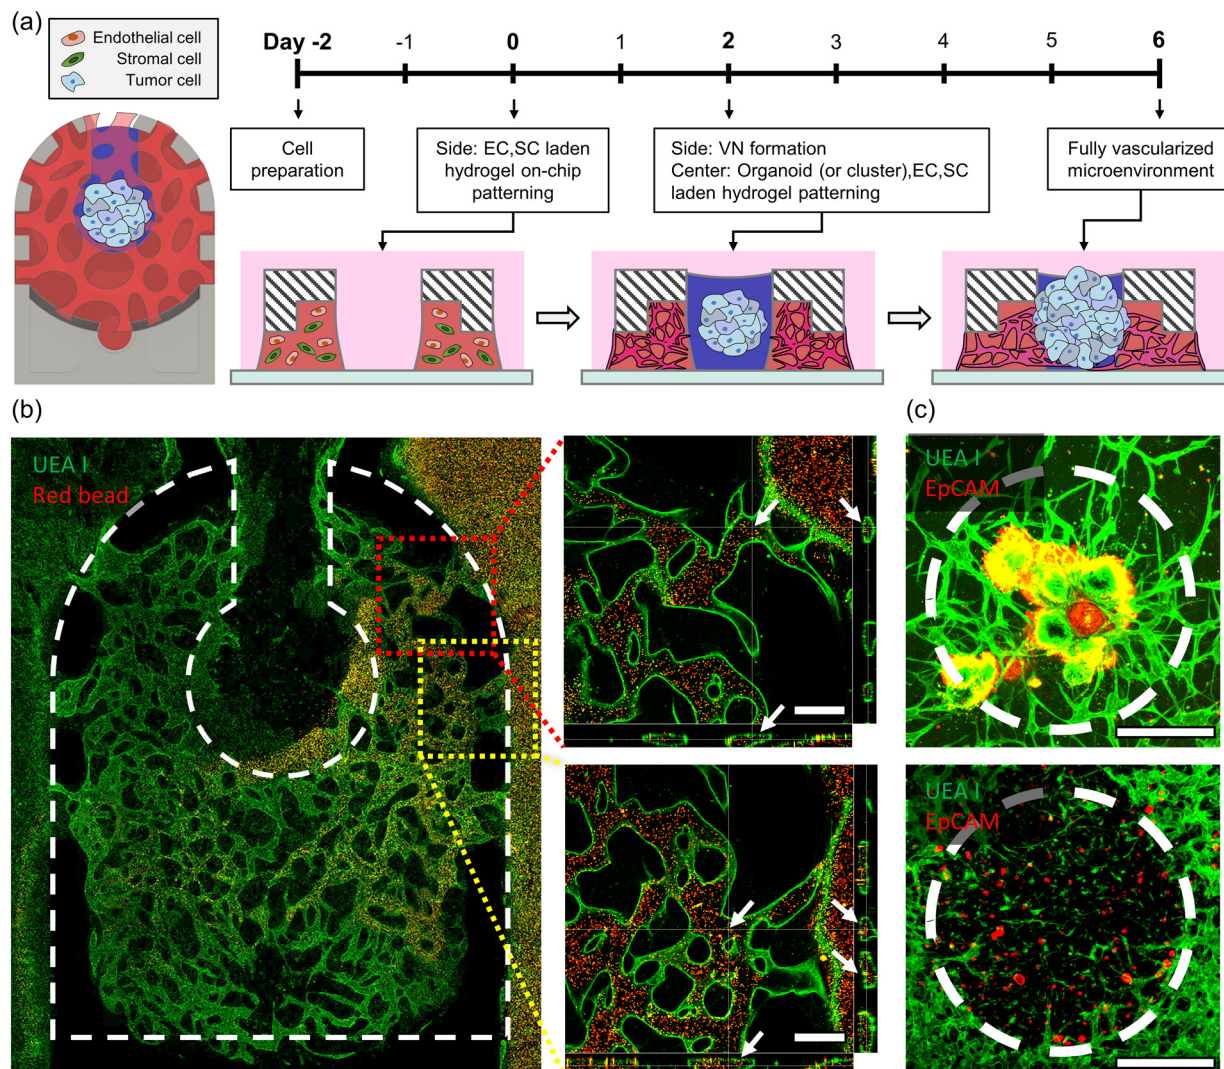 (a)
Endothelial cell
Stromal cell
Tumor cell
Day -2 -1 0 1 2 3 4 5 6
Cell
preparation
Side: EC,SC laden
hydrogel on-chip
patterning
Side: VN formation
Center: Organoid (or cluster),EC,SC
laden hydrogel patterning
Fully vascularized
microenvironment
(b)
UEA I
Red bead
(c)
UEA I
EpCAM
UEA I
EpCAM